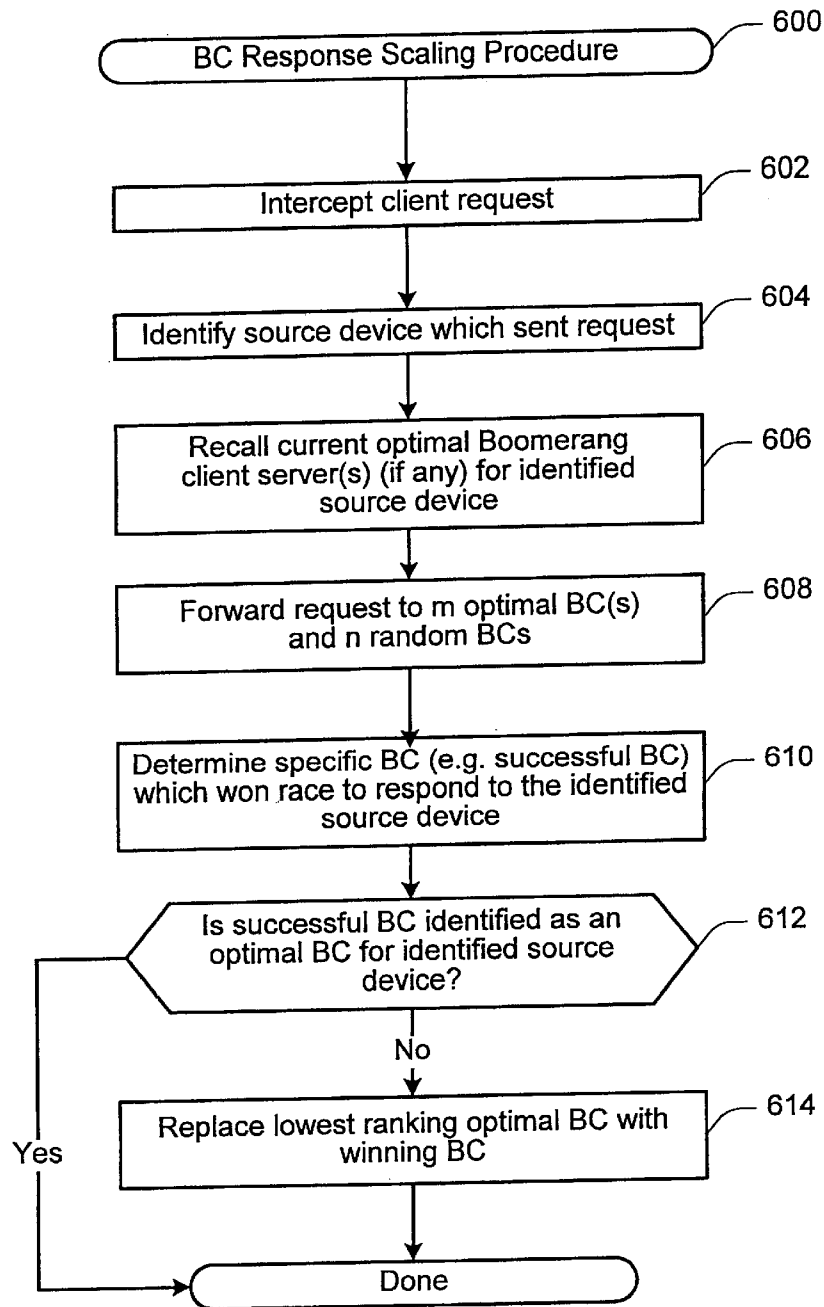 600
BC Response Scaling Procedure
602
Intercept client request
604
Identify source device which sent request
606
Recall current optimal Boomerang
client server(s) (if any) for identified
source device
608
Forward request to m optimal BC(s)
and n random BCs
610
Determine specific BC (e.g. successful BC)
which won race to respond to the identified
source device
612
Is successful BC identified as an
optimal BC for identified source
device?
No
614
Replace lowest ranking optimal BC with
winning BC
Yes
Done